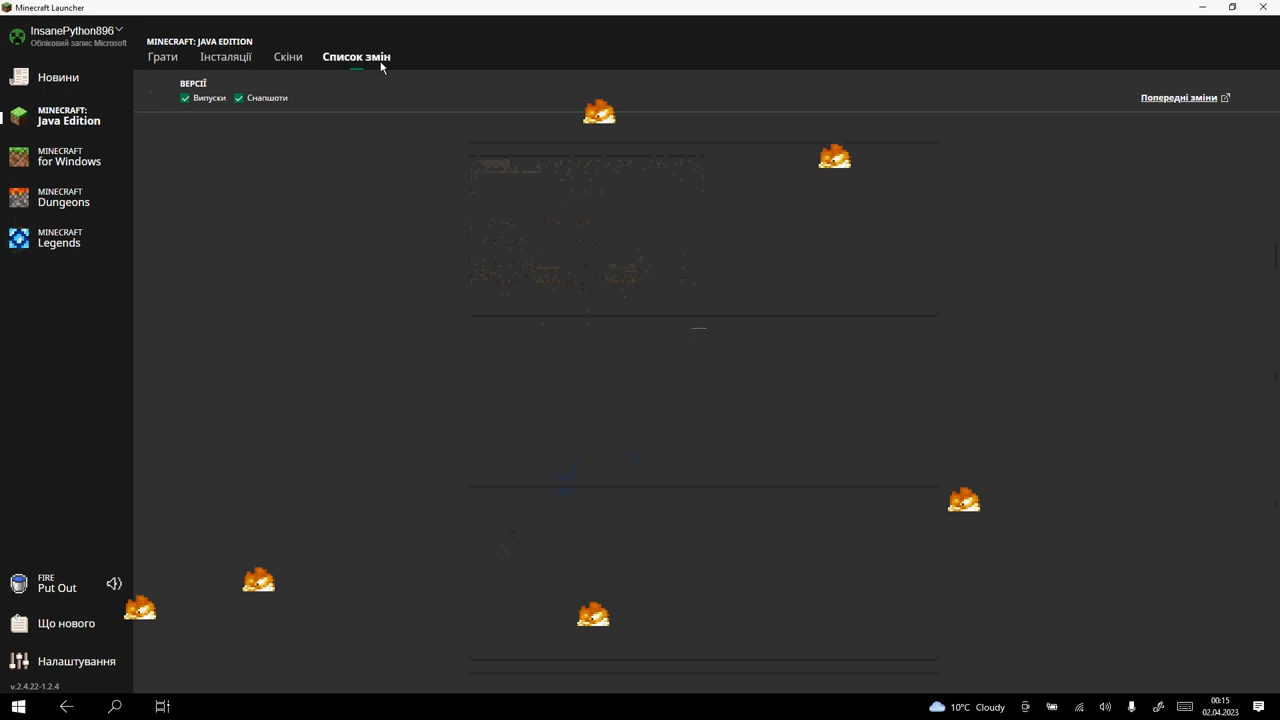 Minecraft Launcher
InsanePython896
Обліковий запис Microsoft
Новини
MINECRAFT:
Java Edition
MINECRAFT
for Windows
MINECRAFT
Dungeons
MINECRAFT
Legends
FIRE
Put Out
Що нового
Налаштування
v.2.4.22-1.2.4
MINECRAFT: JAVA EDITION
Грати Інсталяції Скіни Список змін
ВЕРСІЇ
Випуски Снапшоти
Попередні зміни
10°C Cloudy
00:15
02.04.2023